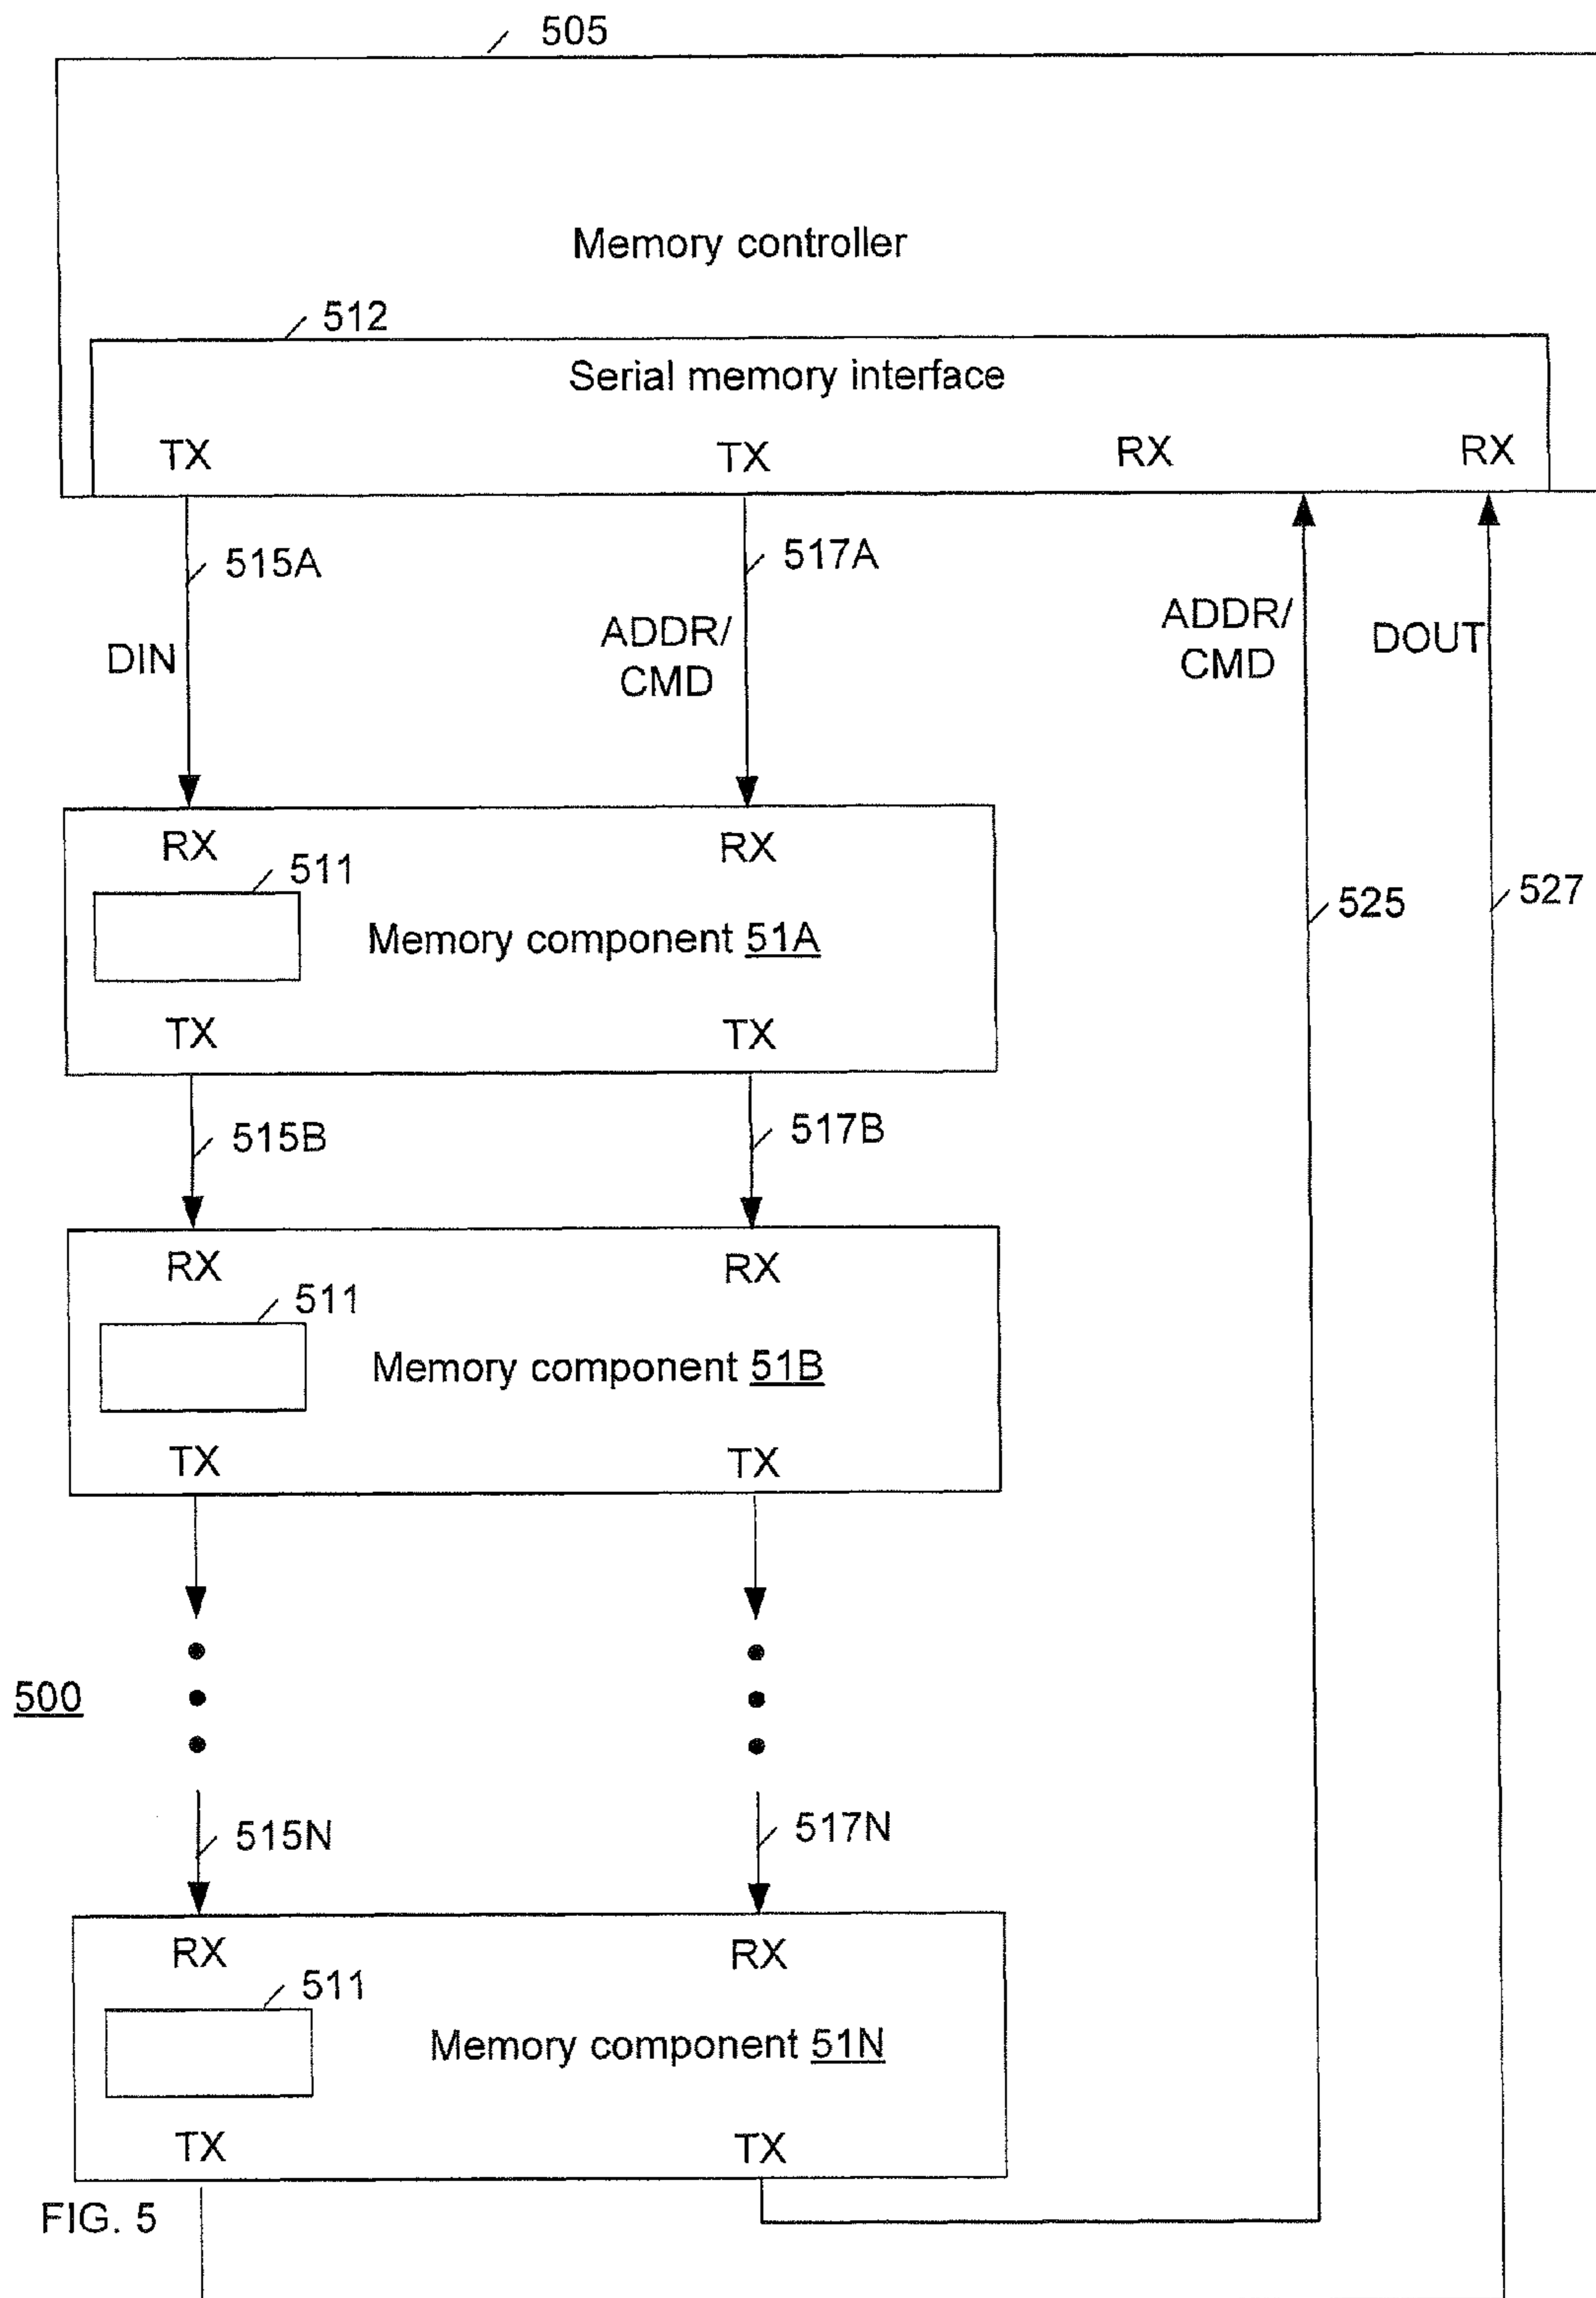 505
Memory controller
512
Serial memory interface
TX
TX
RX
RX
515A
517A
DIN
ADDR/
CMD
ADDR/
CMD
DOUT
RX
RX
511
Memory component 51A
525
527
TX
TX
515B
517B
RX
RX
511
Memory component 51B
TX
TX
500
515N
517N
RX
RX
511
Memory component 51N
TX
TX
FIG. 5